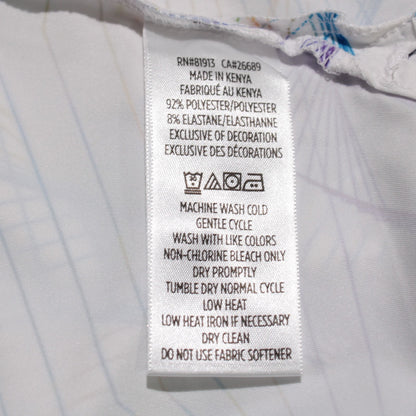 RN#81913 CA#26689
MADE IN KENYA
FABRIQUÉ AU KENYA
92% POLYESTER/POLYESTER
8% ELASTANE/ELASTHANNE
EXCLUSIVE OF DECORATION
EXCLUSIVE DES DÉCORATIONS
MACHINE WASH COLD
GENTLE CYCLE
WASH WITH LIKE COLORS
NON-CHLORINE BLEACH ONLY
DRY PROMPTLY
TUMBLE DRY NORMAL CYCLE
LOW HEAT
LOW HEAT IRON IF NECESSARY
DRY CLEAN
DO NOT USE FABRIC SOFTENER